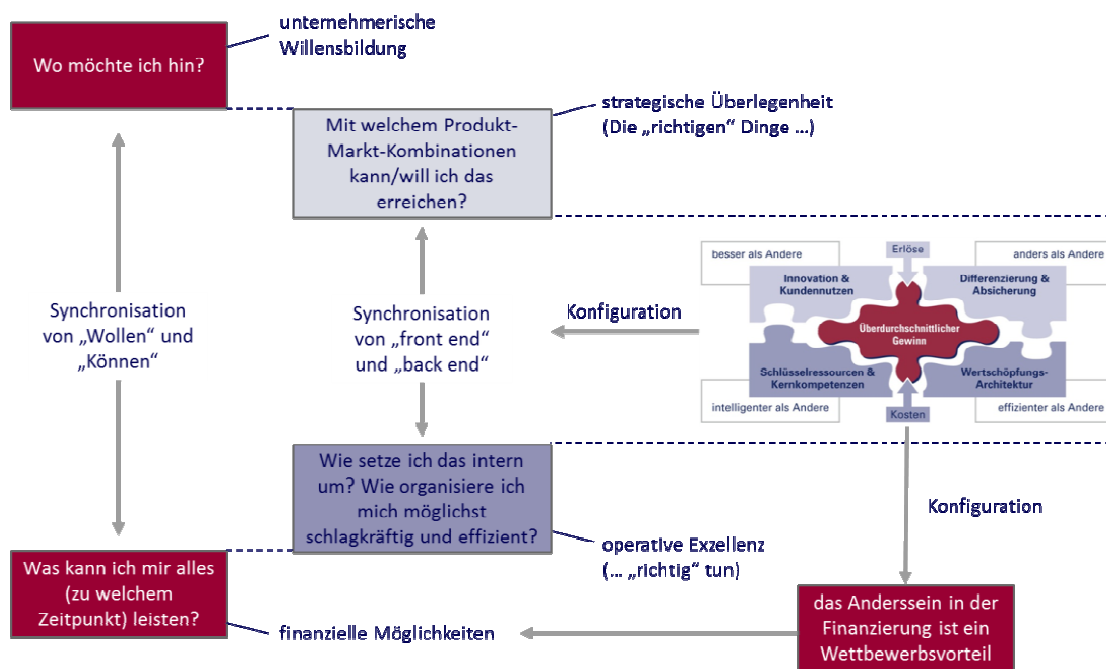 unternehmerische
Willensbildung
Wo möchte ich hin?
strategische Überlegenheit
(Die „richtigen“ Dinge ...)
Mit welchem Produkt-
Markt-Kombinationen
kann/will ich das
erreichen?
besser als Andere
Erlöse
anders als Andere
Innovation &
Kundennutzen
Differenzierung &
Absicherung
Synchronisation
von „Wollen“ und
„Können“
Synchronisation
von „front end“
und „back end“
Konfiguration
Überdurchschnittlicher
Gewinn
Schlüsselressourcen &
Kernkompetenzen
Wertschöpfungs-
Architektur
intelligenter als Andere
Kosten
effizienter als Andere
Wie setze ich das intern
um? Wie organisiere ich
mich möglichst
schlagkräftig und effizient?
Konfiguration
operative Exzellenz
(... „richtig“ tun)
Was kann ich mir alles
(zu welchem
Zeitpunkt) leisten?
finanzielle Möglichkeiten
das Anderssein in der
Finanzierung ist ein
Wettbewerbsvorteil